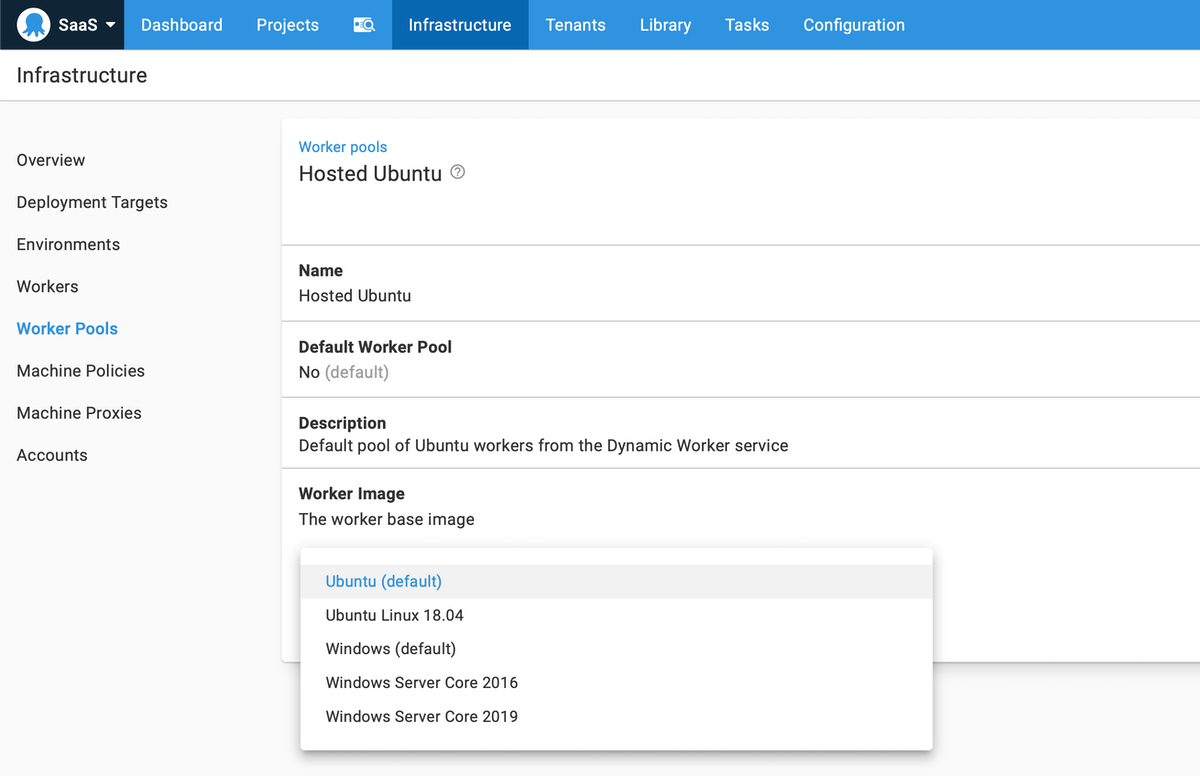 SaaS Dashboard Projects Infrastructure Tenants Library Tasks Configuration
Infrastructure
Overview
Deployment Targets
Environments
Workers
Worker Pools
Machine Policies
Machine Proxies
Accounts
Worker pools
Hosted Ubuntu ?
Name
Hosted Ubuntu
Default Worker Pool
No (default)
Description
Default pool of Ubuntu workers from the Dynamic Worker service
Worker Image
The worker base image
Ubuntu (default)
Ubuntu Linux 18.04
Windows (default)
Windows Server Core 2016
Windows Server Core 2019